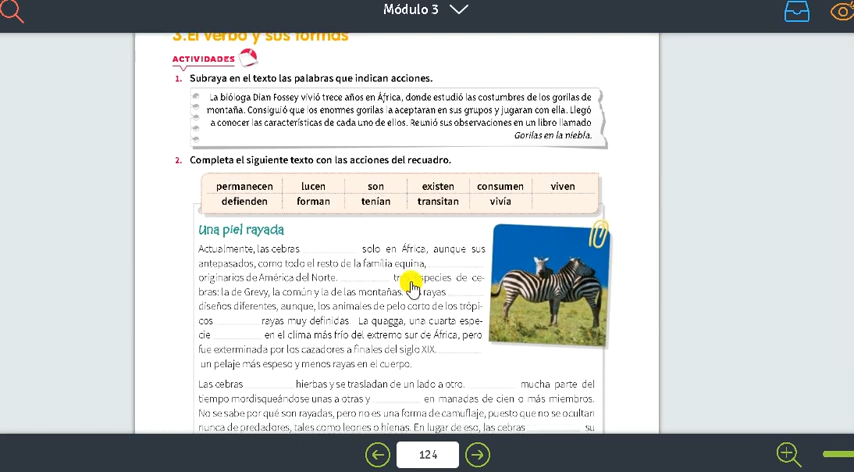 Módulo 3
3.El verbo y sus formas
ACTIVIDADES
1. Subraya en el texto las palabras que indican acciones.
La bióloga Dian Fossey vivió trece años en África, donde estudió las costumbres de los gorilas de
montaña. Consiguió que los enormes gorilas la aceptaran en sus grupos y jugaran con ella. Llegó
a conocer las características de cada uno de ellos. Reunió sus observaciones en un libro llamado
Gorilas en la niebla.
2. Completa el siguiente texto con las acciones del recuadro.
permanecen lucen son existen consumen viven
defienden forman tenían transitan vivía
Una piel rayada
Actualmente, las cebras ________ solo en África, aunque sus
antepasados, como todo el resto de la familia equina, ________
originarios de América del Norte. ________ especies de ce-
bras: la de Grevy, la común y la de las montañas. rayas ________
diseños diferentes, aunque, los animales de pelo corto de los trópi-
cos ________ rayas muy definidas. La quagga, una cuarta espe-
cie ________ en el clima más frío del extremo sur de África, pero
fue exterminada por los cazadores a finales del siglo XIX. ________
un pelaje más espeso y menos rayas en el cuerpo.
Las cebras ________ hierbas y se trasladan de un lado a otro. ________ mucha parte del
tiempo mordisqueándose unas a otras y ________ en manadas de cien o más miembros.
No se sabe por qué son rayadas, pero no es una forma de camuflaje, puesto que no se ocultan
nunca de predadores, tales como leones o hienas. En lugar de eso, las cebras ________ su
124